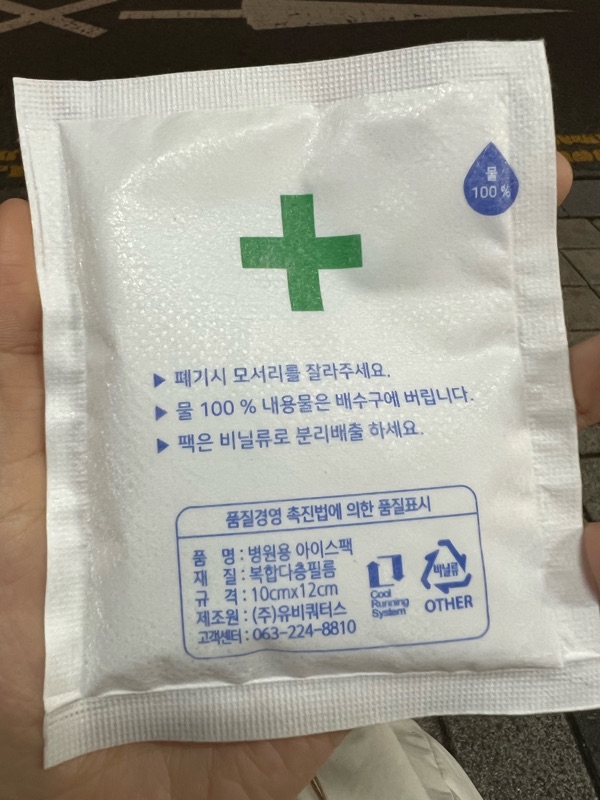 물
100 %
▶ 폐기시 모서리를 잘라주세요.
▶ 물 100 % 내용물은 배수구에 버립니다.
▶ 팩은 비닐류로 분리배출 하세요.
품질경영 촉진법에 의한 품질표시
품 명 : 병원용 아이스팩
재 질 : 복합다층필름
규 격 : 10cmx12cm
제조원 : (주)유비쿼터스
고객센터 : 063-224-8810
Cool
Running
System
비닐류
OTHER